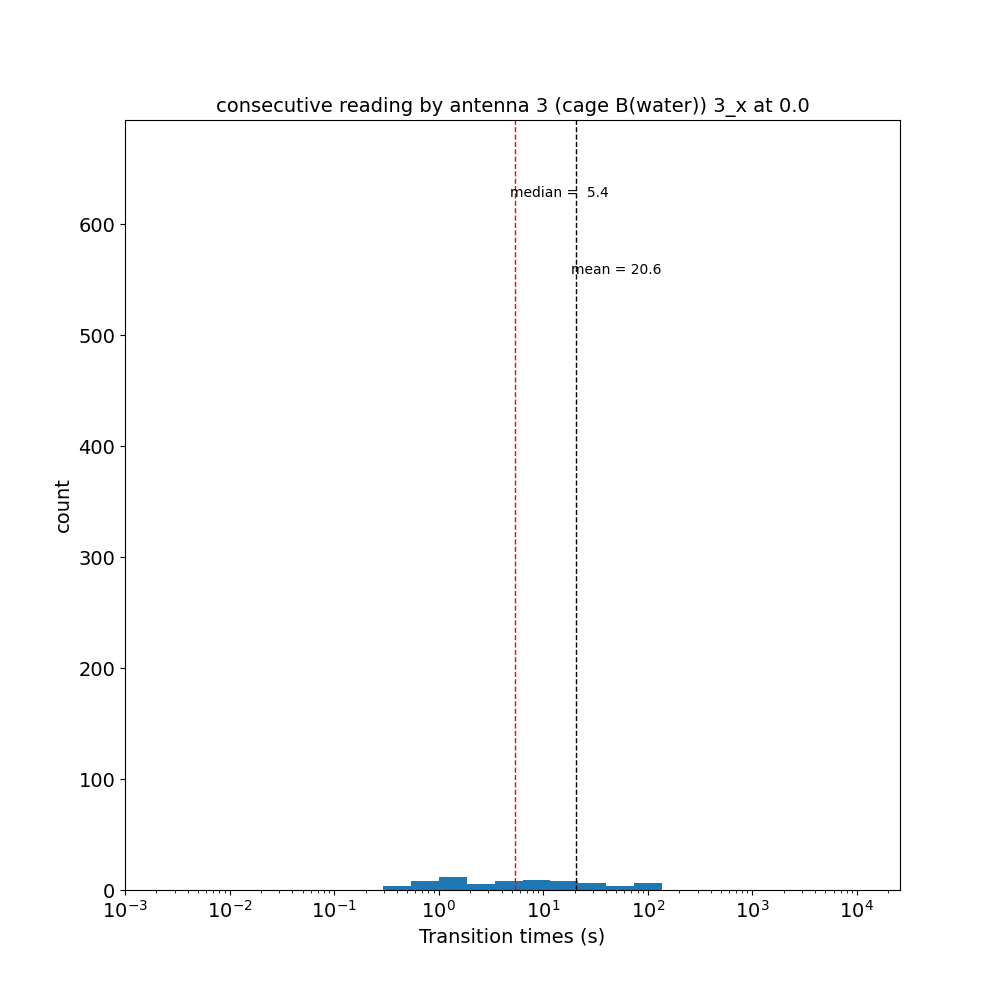 consecutive reading by antenna 3 (cage B(water)) 3_x at 0.0
median =  5.4
mean = 20.6
600
500
400
300
200
100
0
count
10⁻³ 10⁻² 10⁻¹ 10⁰ 10¹ 10² 10³ 10⁴
Transition times (s)